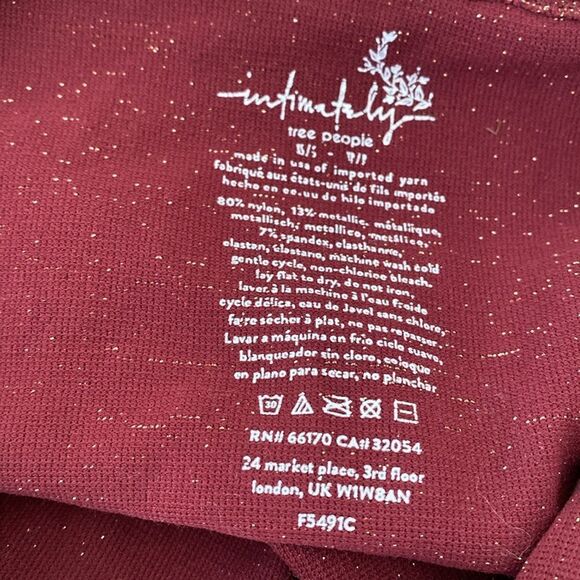 intimately
free people
made in usa of imported yarn
fabriqué aux états-unis de fils importés
hecho en ee.uu de hilo importado
80% nylon, 13% metallic, métallique,
metallisch, metallico, metálico,
7% spandex, elasthanne,
elastan, elastano, machine wash cold
gentle cycle, non-chlorine bleach.
lay flat to dry, do not iron,
laver à la machine à l'eau froide
cycle délica, eau de Javel sans chlore,
faire sécher à plat, ne pas repasser.
Lavar a máquina en frio ciclo suave,
blanqueador sin cloro, coloque
en plano para secar, no planchar
30
RN# 66170 CA# 32054
24 market place, 3rd floor
london, UK W1W8AN
F5491C